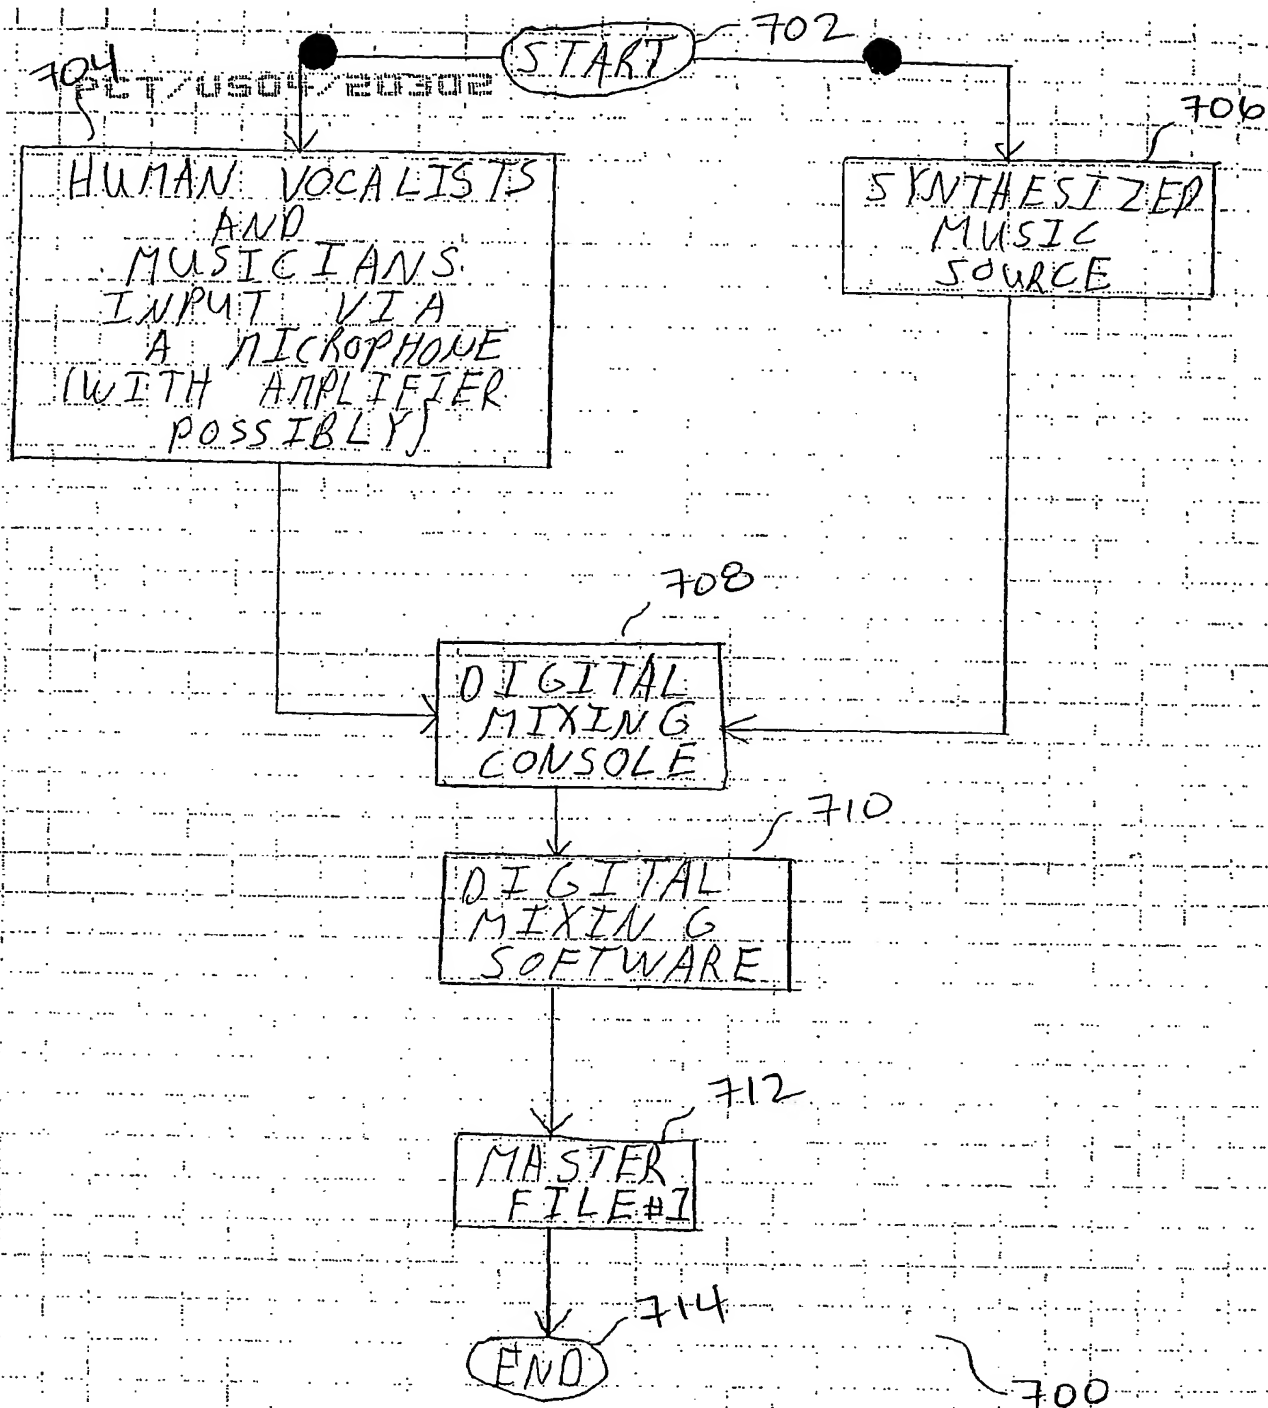 702
START
704
PCT/US04/20302
706
HUMAN VOCALISTS
AND
MUSICIANS
INPUT VIA
A MICROPHONE
(WITH AMPLIFIER
POSSIBLY)
SYNTHESIZED
MUSIC
SOURCE
708
DIGITAL
MIXING
CONSOLE
710
DIGITAL
MIXING
SOFTWARE
712
MASTER
FILE #1
714
END
700